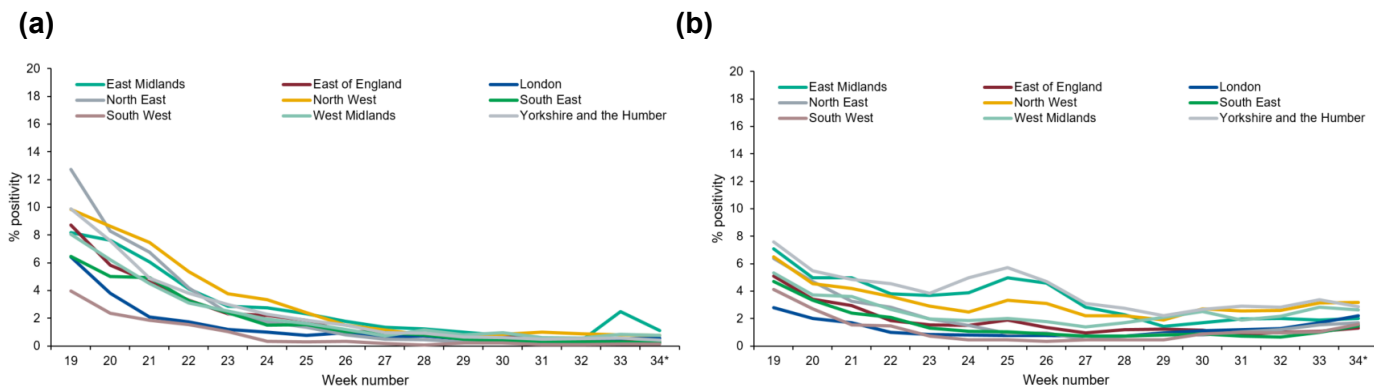 (a)
20
18
16
14
12
10
8
6
4
2
0
% positivity
East Midlands East of England London
North East North West South East
South West West Midlands Yorkshire and the Humber
19 20 21 22 23 24 25 26 27 28 29 30 31 32 33 34*
Week number
(b)
20
18
16
14
12
10
8
6
4
2
0
% positivity
East Midlands East of England London
North East North West South East
South West West Midlands Yorkshire and the Humber
19 20 21 22 23 24 25 26 27 28 29 30 31 32 33 34*
Week number